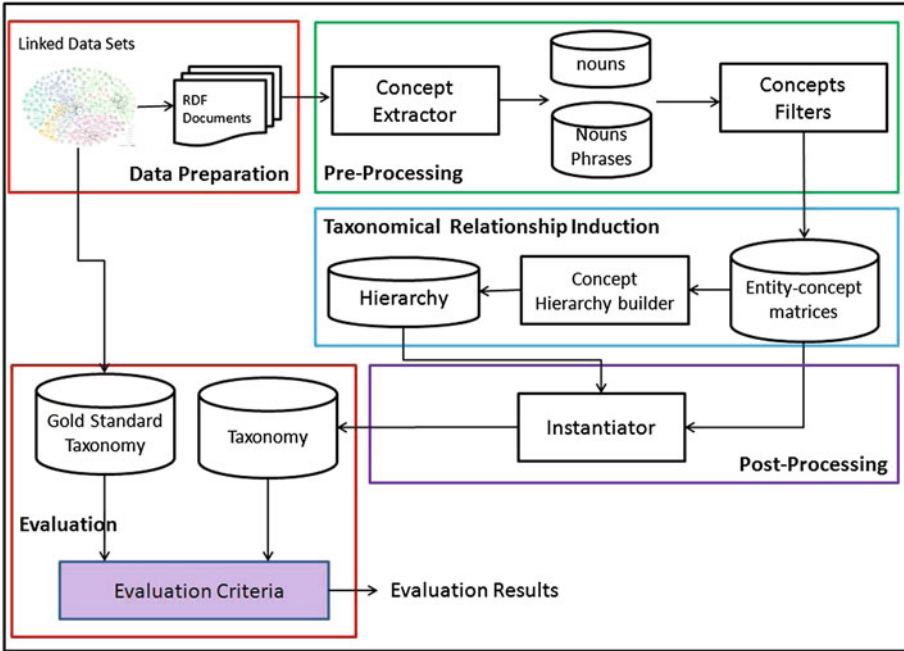 Linked Data Sets
RDF
Documents
Data Preparation
Concept
Extractor
nouns
Nouns
Phrases
Concepts
Filters
Pre-Processing
Taxonomical Relationship Induction
Hierarchy
Concept
Hierarchy builder
Entity-concept
matrices
Gold Standard
Taxonomy
Taxonomy
Instantiator
Post-Processing
Evaluation
Evaluation Criteria
Evaluation Results